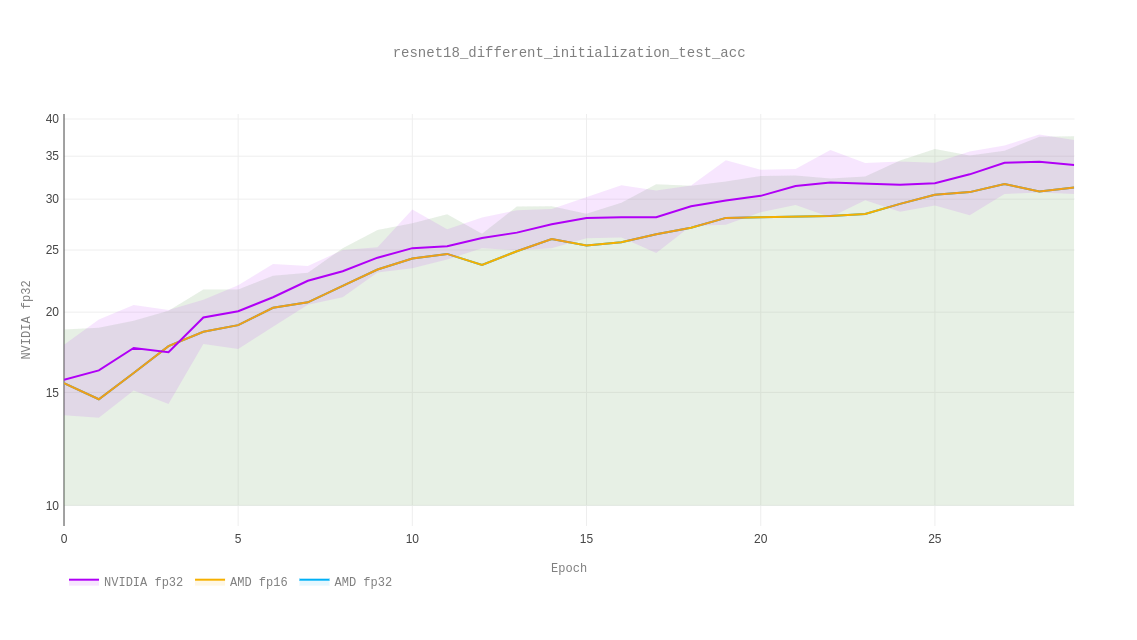 resnet18_different_initialization_test_acc
40
35
30
25
20
15
10
NVIDIA fp32
0 5 10 15 20 25
Epoch
NVIDIA fp32 AMD fp16 AMD fp32